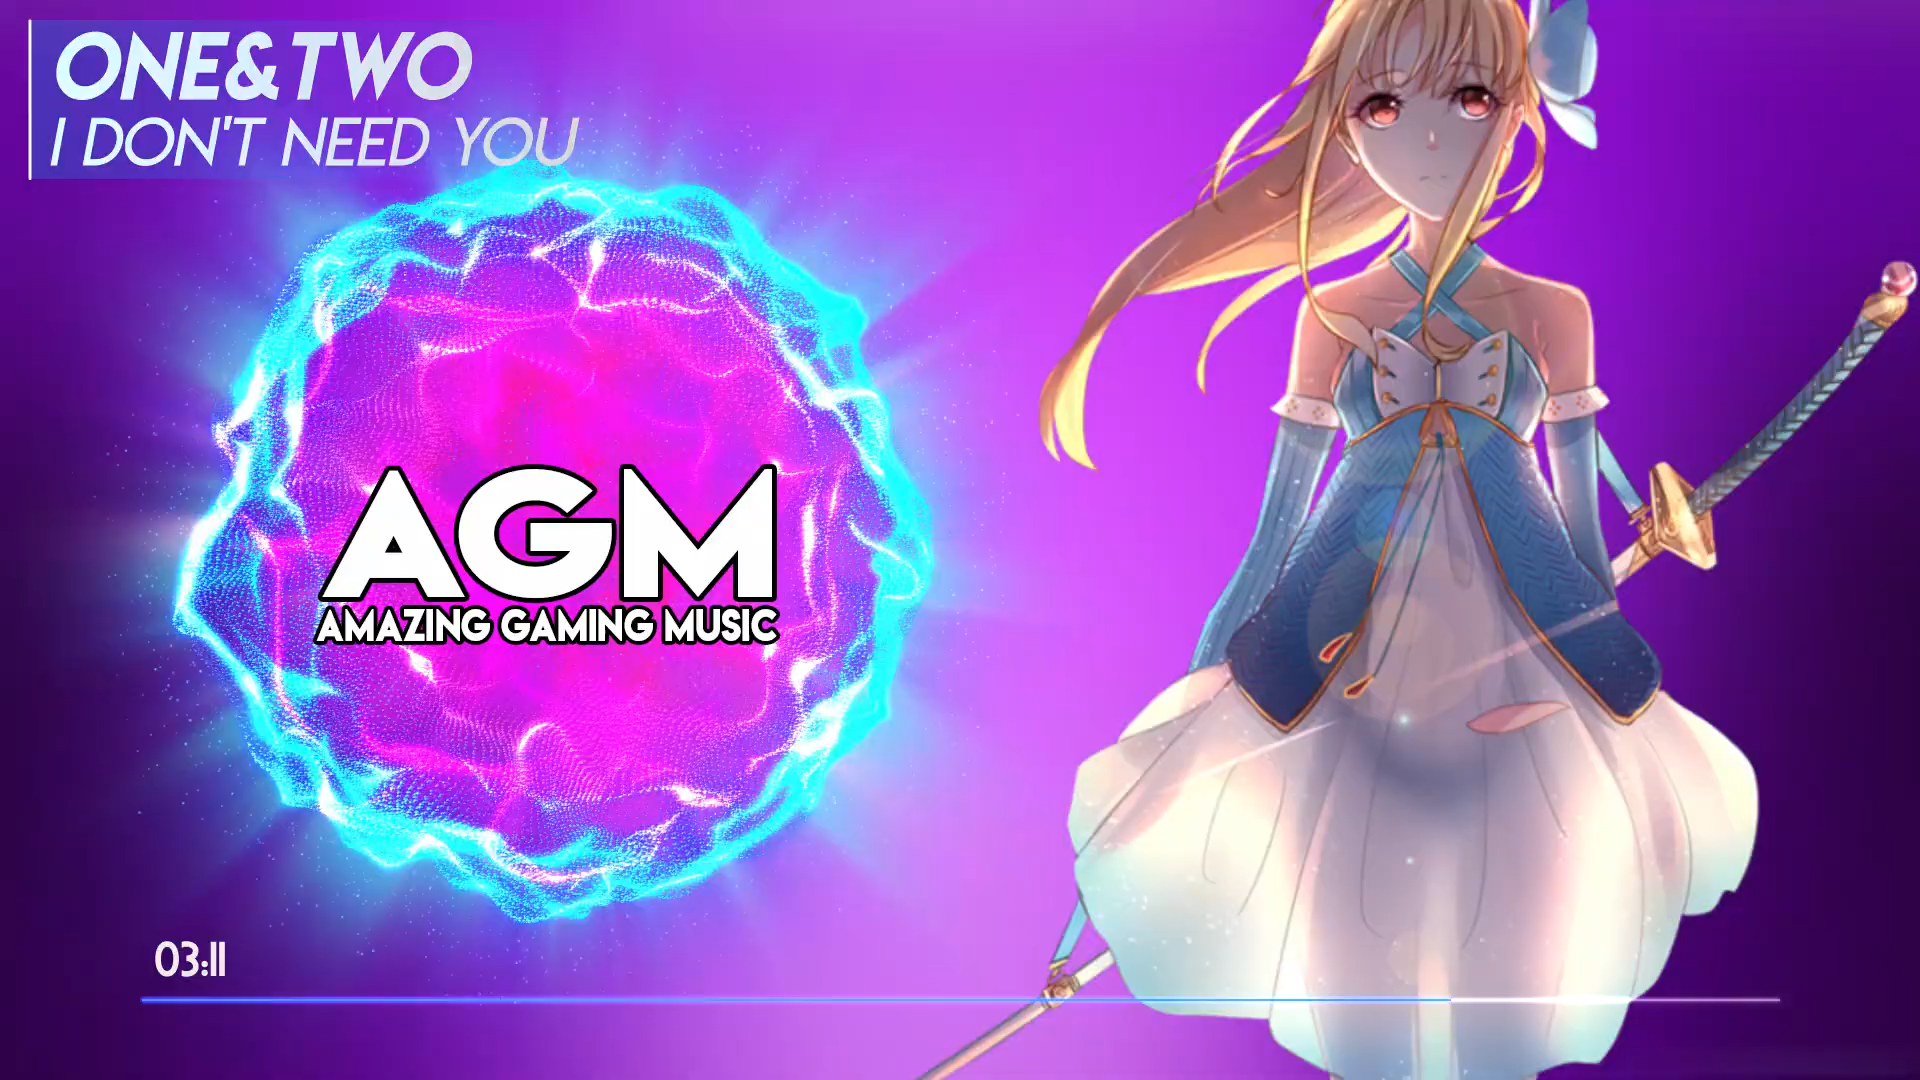 ONE&TWO
I DON'T NEED YOU
AGM
AMAZING GAMING MUSIC
03:11